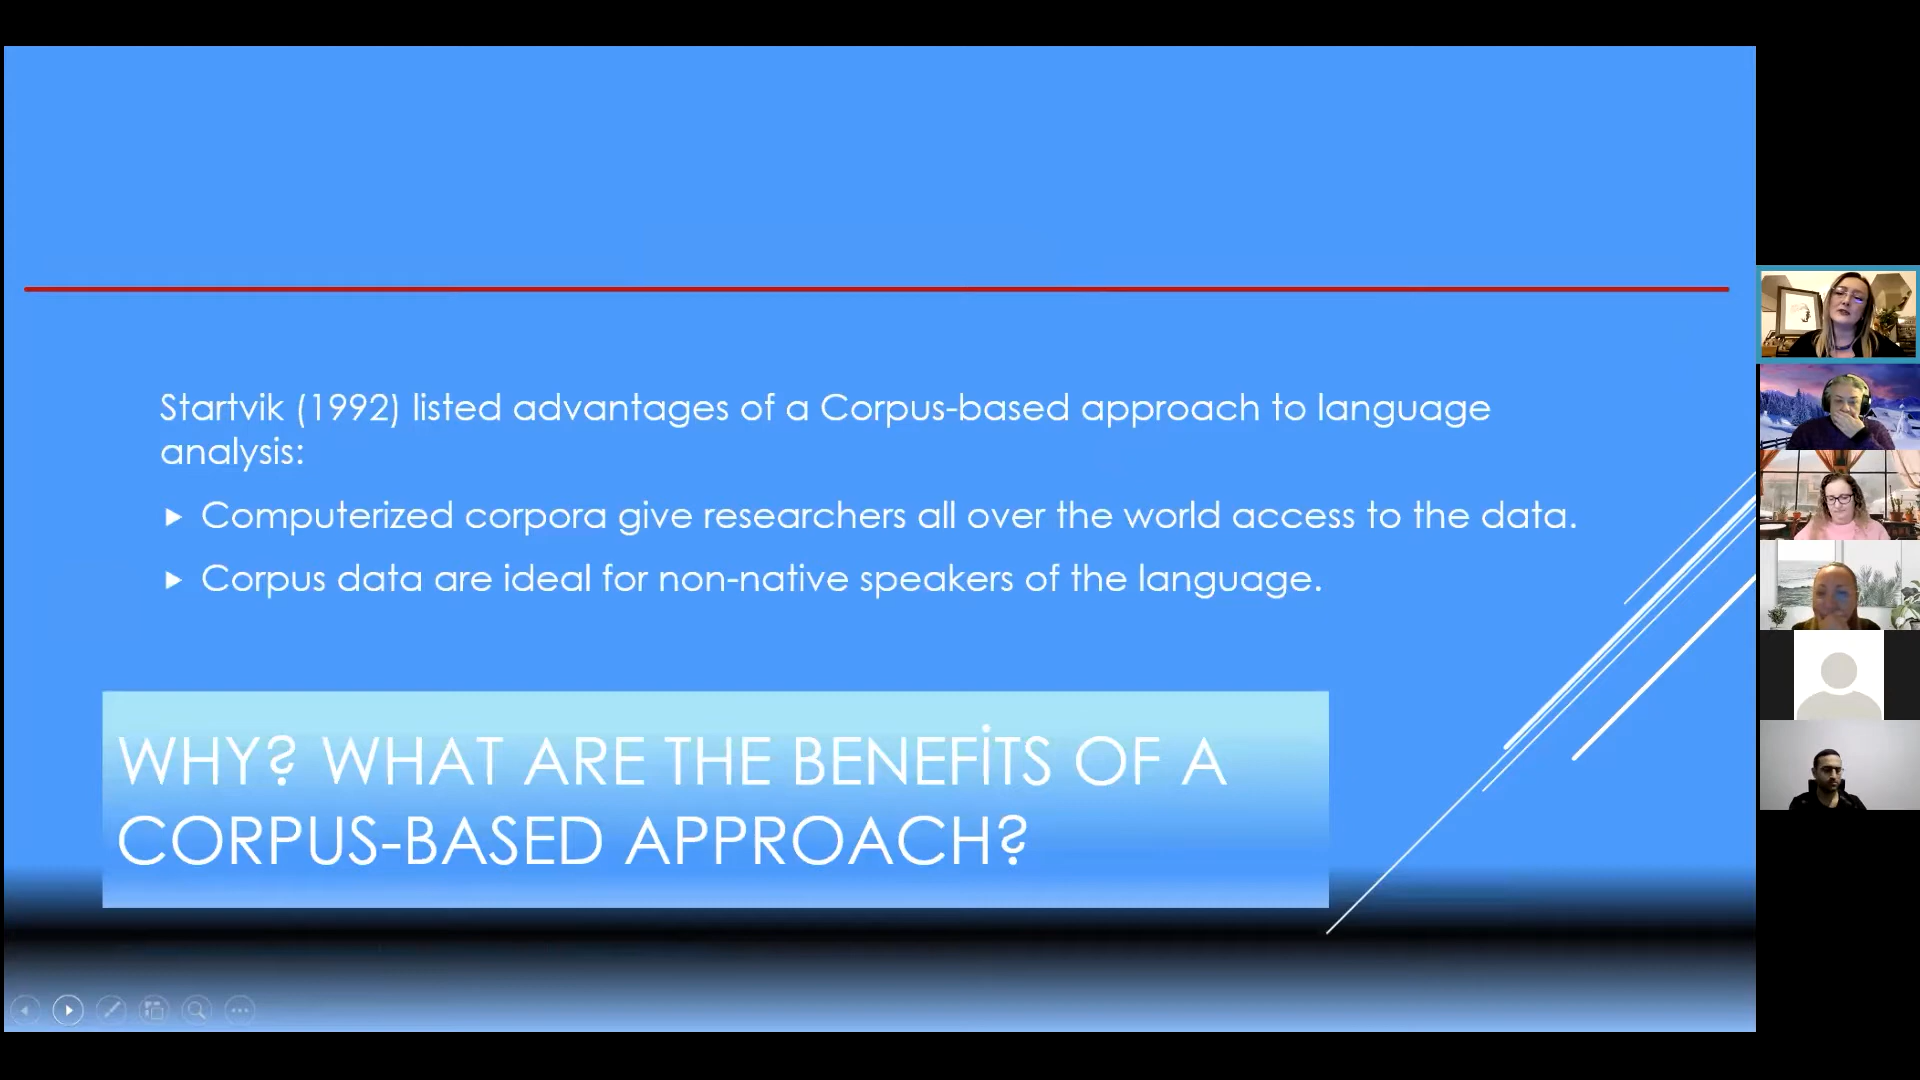 Startvik (1992) listed advantages of a Corpus-based approach to language
analysis:
Computerized corpora give researchers all over the world access to the data.
Corpus data are ideal for non-native speakers of the language.
WHY? WHAT ARE THE BENEFİTS OF A
CORPUS-BASED APPROACH?